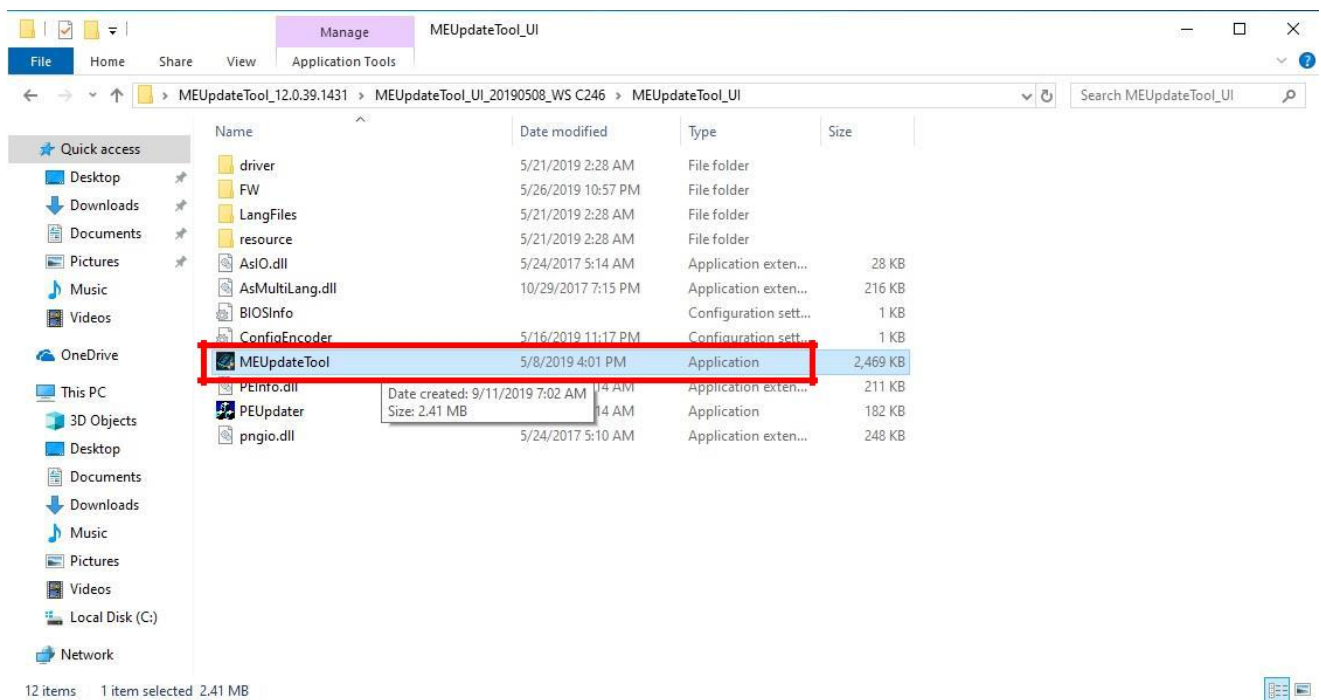 Manage MEUpdateTool_UI
File Home Share View Application Tools
MEUpdateTool_12.0.39.1431 > MEUpdateTool_UI_20190508_WS C246 > MEUpdateTool_UI Search MEUpdateTool_UI
Name Date modified Type Size
Quick access
Desktop
Downloads
Documents
Pictures
Music
Videos
OneDrive
This PC
3D Objects
Desktop
Documents
Downloads
Music
Pictures
Videos
Local Disk (C:)
Network
driver 5/21/2019 2:28 AM File folder
FW 5/26/2019 10:57 PM File folder
LangFiles 5/21/2019 2:28 AM File folder
resource 5/21/2019 2:28 AM File folder
AsIO.dll 5/24/2017 5:14 AM Application exten... 28 KB
AsMultiLang.dll 10/29/2017 7:15 PM Application exten... 216 KB
BIOSInfo Configuration sett... 1 KB
ConfigEncoder 5/16/2019 11:17 PM Configuration sett... 1 KB
MEUpdateTool 5/8/2019 4:01 PM Application 2,469 KB
PEInfo.dll 14 AM Application exten... 211 KB
Date created: 9/11/2019 7:02 AM
Size: 2.41 MB
PEUpdater 14 AM Application 182 KB
pngio.dll 5/24/2017 5:10 AM Application exten... 248 KB
12 items 1 item selected 2.41 MB